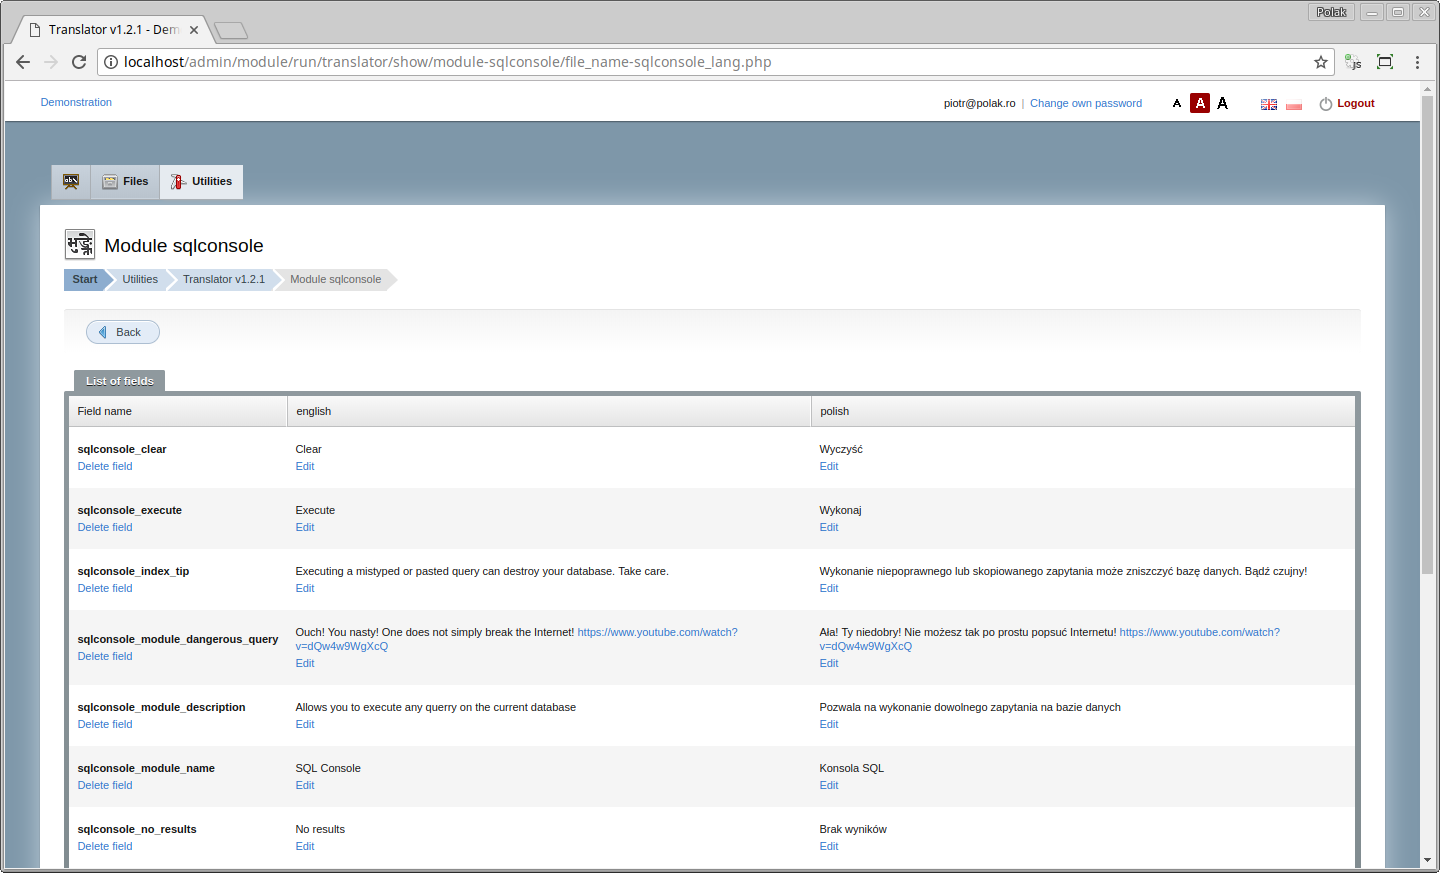 Polak
Translator v1.2.1 - Dem
localhost/admin/module/run/translator/show/module-sqlconsole/file_name-sqlconsole_lang.php
JS
Demonstration
piotr@polak.ro | Change own password A A A Logout
Files Utilities
Module sqlconsole
Start Utilities Translator v1.2.1 Module sqlconsole
Back
List of fields
Field name english polish
sqlconsole_clear Clear Wyczyść
Delete field Edit Edit
sqlconsole_execute Execute Wykonaj
Delete field Edit Edit
sqlconsole_index_tip Executing a mistyped or pasted query can destroy your database. Take care. Wykonanie niepoprawnego lub skopiowanego zapytania może zniszczyć bazę danych. Bądź czujny!
Delete field Edit Edit
sqlconsole_module_dangerous_query Ouch! You nasty! One does not simply break the Internet! https://www.youtube.com/watch? Ała! Ty niedobry! Nie możesz tak po prostu popsuć Internetu! https://www.youtube.com/watch?
v=dQw4w9WgXcQ v=dQw4w9WgXcQ
Delete field Edit Edit
sqlconsole_module_description Allows you to execute any querry on the current database Pozwala na wykonanie dowolnego zapytania na bazie danych
Delete field Edit Edit
sqlconsole_module_name SQL Console Konsola SQL
Delete field Edit Edit
sqlconsole_no_results No results Brak wyników
Delete field Edit Edit